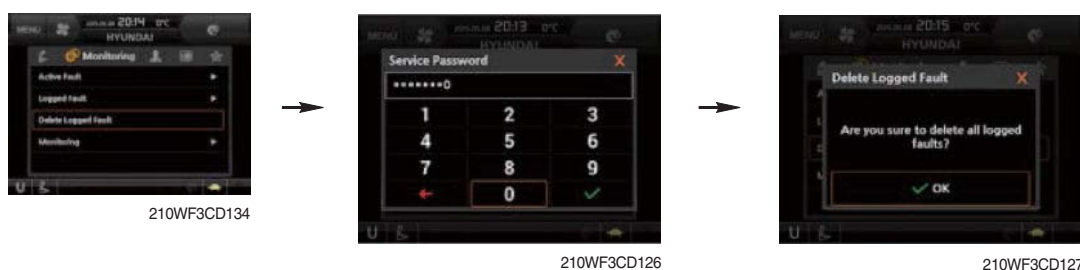 MENU
20:14
HYUNDAI
Monitoring
Active Fault
Logged Fault
Delete Logged Fault
Monitoring
U
210WF3CD134
MENU
20:13
HYUNDAI
Service Password X
•••••••0
1 2 3
4 5 6
7 8 9
0
U
210WF3CD126
MENU
20:15
HYUNDAI
Delete Logged Fault X
Are you sure to delete all logged
faults?
OK
U
210WF3CD127